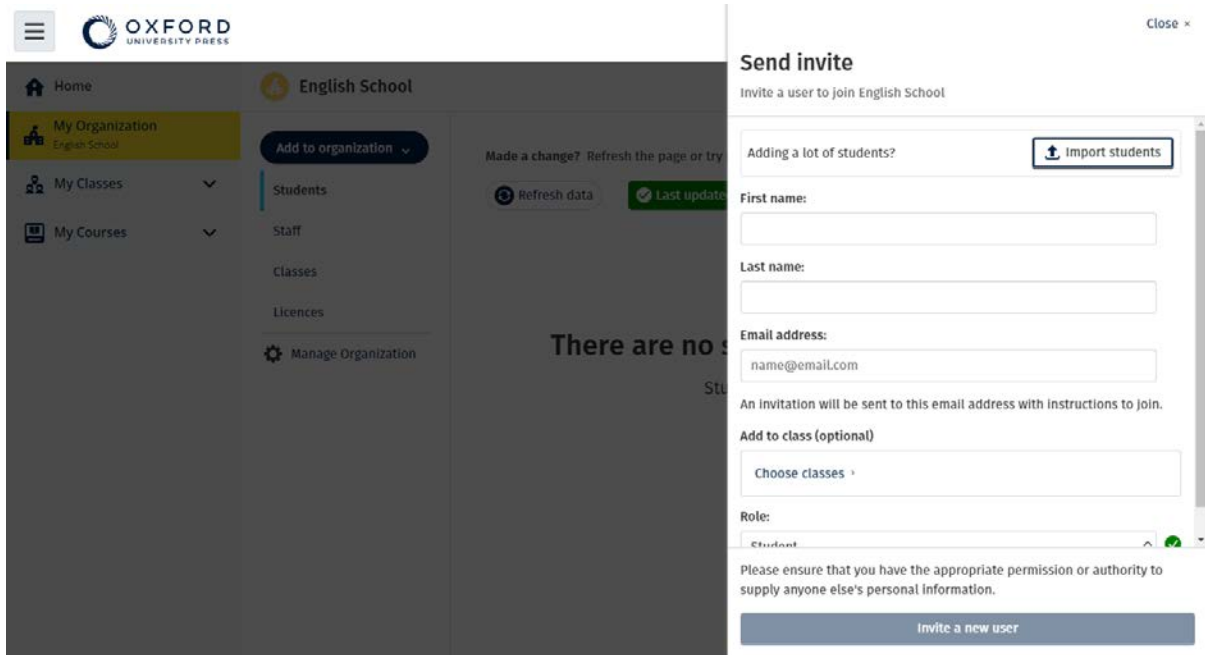 OXFORD
UNIVERSITY PRESS
Close ×
Send invite
Invite a user to join English School
Home
My Organization
English School
My Classes
My Courses
English School
Add to organization
Students
Staff
Classes
Licences
Manage Organization
Made a change? Refresh the page or try
Refresh data
Last update
There are no
Adding a lot of students?
Import students
First name:
Last name:
Email address:
name@email.com
An invitation will be sent to this email address with instructions to join.
Add to class (optional)
Choose classes ›
Role:
Student
Please ensure that you have the appropriate permission or authority to
supply anyone else's personal information.
Invite a new user